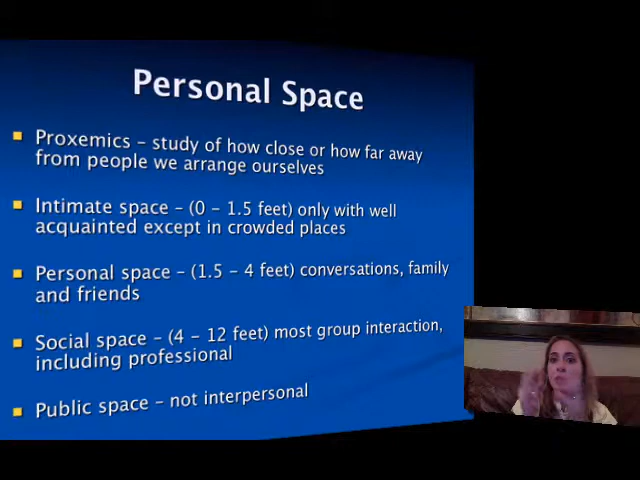 Personal Space
Proxemics – study of how close or how far away
from people we arrange ourselves
Intimate space – (0 – 1.5 feet) only with well
acquainted except in crowded places
Personal space – (1.5 – 4 feet) conversations, family
and friends
Social space – (4 – 12 feet) most group interaction,
including professional
Public space – not interpersonal